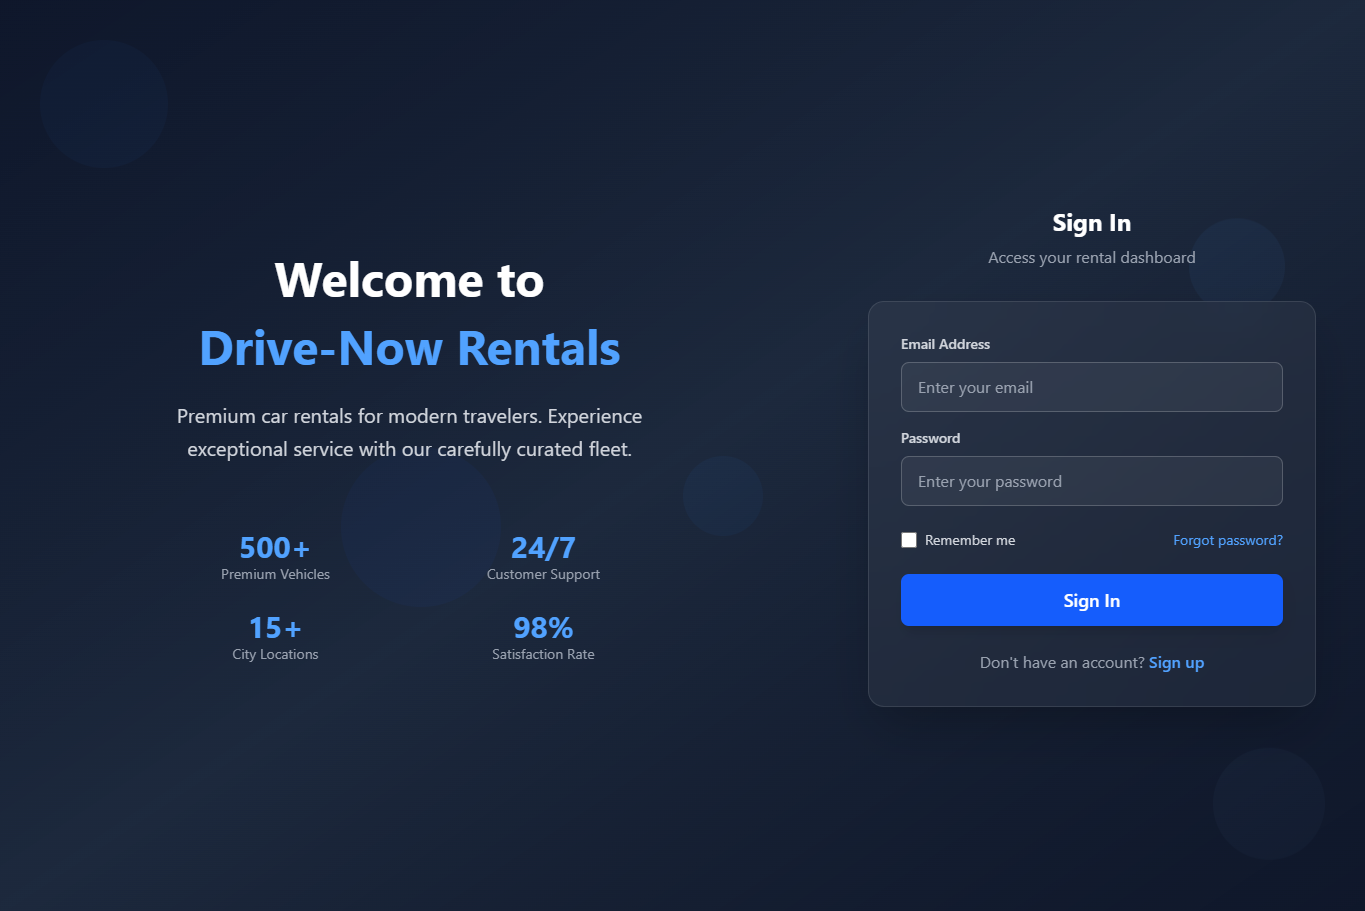 Welcome to
Drive-Now Rentals
Premium car rentals for modern travelers. Experience
exceptional service with our carefully curated fleet.
500+
Premium Vehicles
24/7
Customer Support
15+
City Locations
98%
Satisfaction Rate
Sign In
Access your rental dashboard
Email Address
Enter your email
Password
Enter your password
Remember me
Forgot password?
Sign In
Don't have an account? Sign up